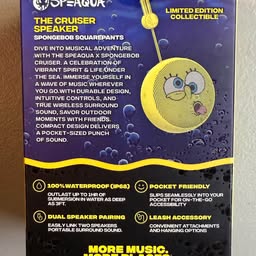 SPEAQUA
LIMITED EDITION
COLLECTIBLE
THE CRUISER
SPEAKER
SPONGEBOB SQUAREPANTS
DIVE INTO MUSICAL ADVENTURE
WITH THE SPEAQUA X SPONGEBOB
CRUISER. A CELEBRATION OF
VIBRANT SPIRIT & LIFE UNDER
THE SEA. IMMERSE YOURSELF IN
A WAVE OF MUSIC WHEREVER
YOU GO. WITH DURABLE DESIGN,
INTUITIVE CONTROLS, AND
TRUE WIRELESS SURROUND
SOUND, SAVOR OUTDOOR
MOMENTS WITH FRIENDS.
COMPACT DESIGN DELIVERS
A POCKET-SIZED PUNCH
OF SOUND.
100% WATERPROOF (IP68)
OUTLAST UP TO 1HR OF
SUBMERSION IN WATER AS DEEP
AS 3FT.
POCKET FRIENDLY
SLIPS SEAMLESSLY INTO YOUR
POCKET FOR ON-THE-GO
ACCESSIBILITY
DUAL SPEAKER PAIRING
EASILY LINK TWO SPEAKERS
PORTABLE SURROUND SOUND.
LEASH ACCESSORY
CONVENIENT ATTACHMENTS
AND HANGING OPTIONS
MORE MUSIC.
MORE PLACES.